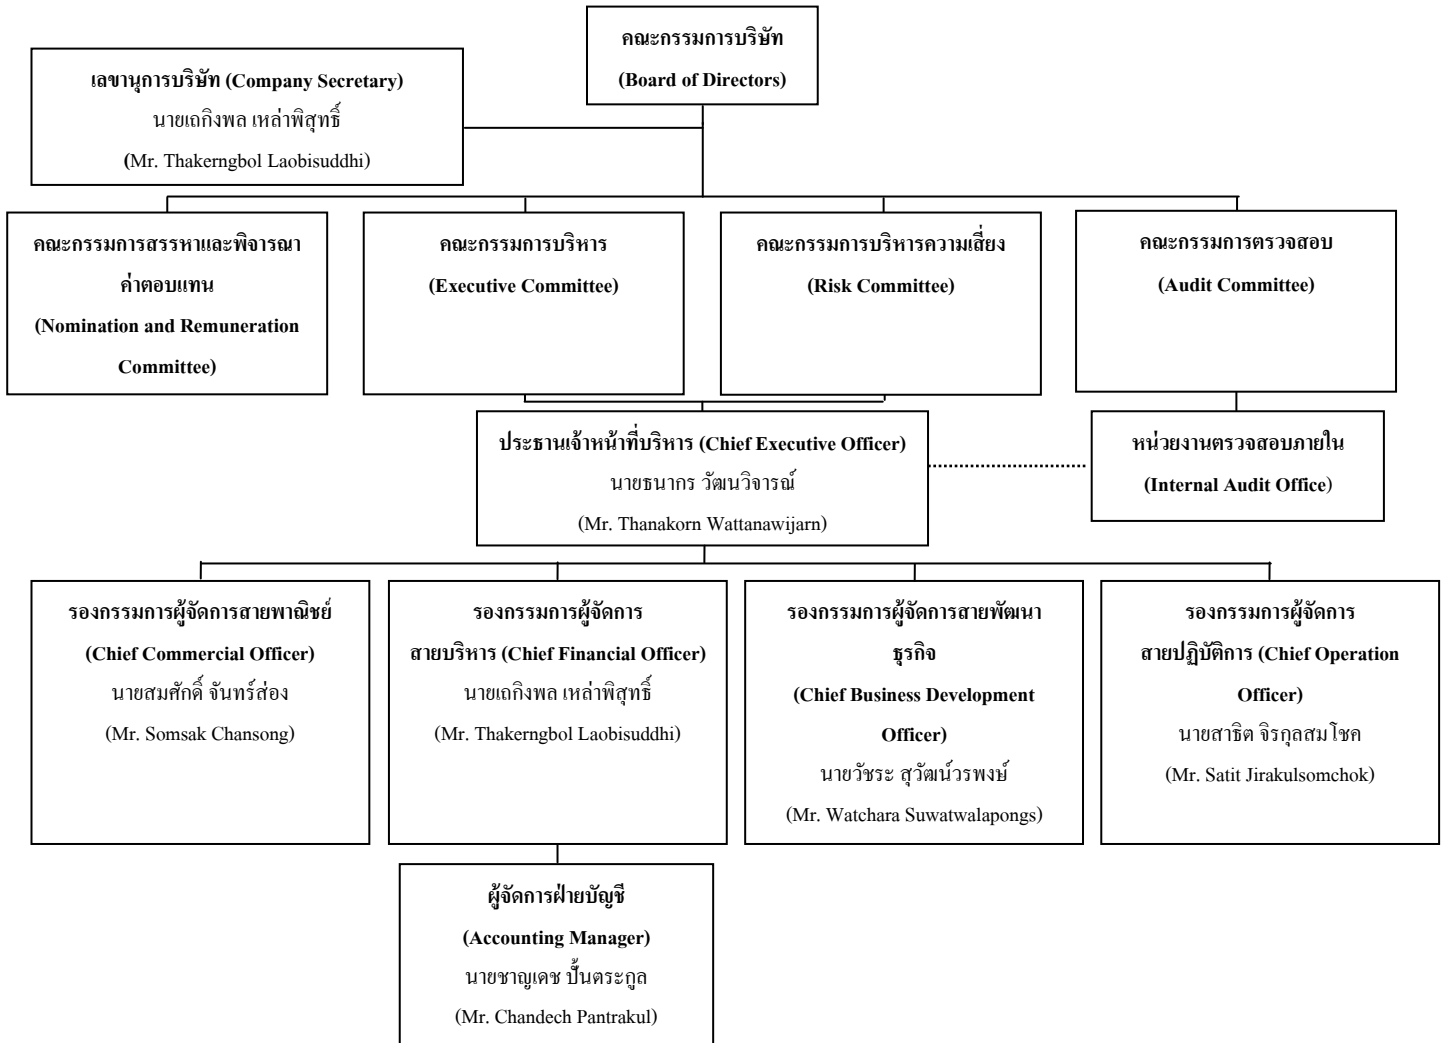 คณะกรรมการบริษัท
(Board of Directors)
เลขานุการบริษัท (Company Secretary)
นายเถกิงพล เหล่าพิสุทธิ์
(Mr. Thakerngbol Laobisuddhi)
คณะกรรมการสรรหาและพิจารณา
ค่าตอบแทน
(Nomination and Remuneration
Committee)
คณะกรรมการบริหาร
(Executive Committee)
คณะกรรมการบริหารความเสี่ยง
(Risk Committee)
คณะกรรมการตรวจสอบ
(Audit Committee)
ประธานเจ้าหน้าที่บริหาร (Chief Executive Officer)
นายธนากร วัฒนวิจารณ์
(Mr. Thanakorn Wattanawijarn)
หน่วยงานตรวจสอบภายใน
(Internal Audit Office)
รองกรรมการผู้จัดการสายพาณิชย์
(Chief Commercial Officer)
นายสมศักดิ์ จันทร์ส่อง
(Mr. Somsak Chansong)
รองกรรมการผู้จัดการ
สายบริหาร (Chief Financial Officer)
นายเถกิงพล เหล่าพิสุทธิ์
(Mr. Thakerngbol Laobisuddhi)
รองกรรมการผู้จัดการสายพัฒนา
ธุรกิจ
(Chief Business Development
Officer)
นายวัชระ สุวัฒน์วรพงษ์
(Mr. Watchara Suwatwalapongs)
รองกรรมการผู้จัดการ
สายปฏิบัติการ (Chief Operation
Officer)
นายสาธิต จิรกุลสมโชค
(Mr. Satit Jirakulsomchok)
ผู้จัดการฝ่ายบัญชี
(Accounting Manager)
นายชาญเดช ปั้นตระกูล
(Mr. Chandech Pantrakul)